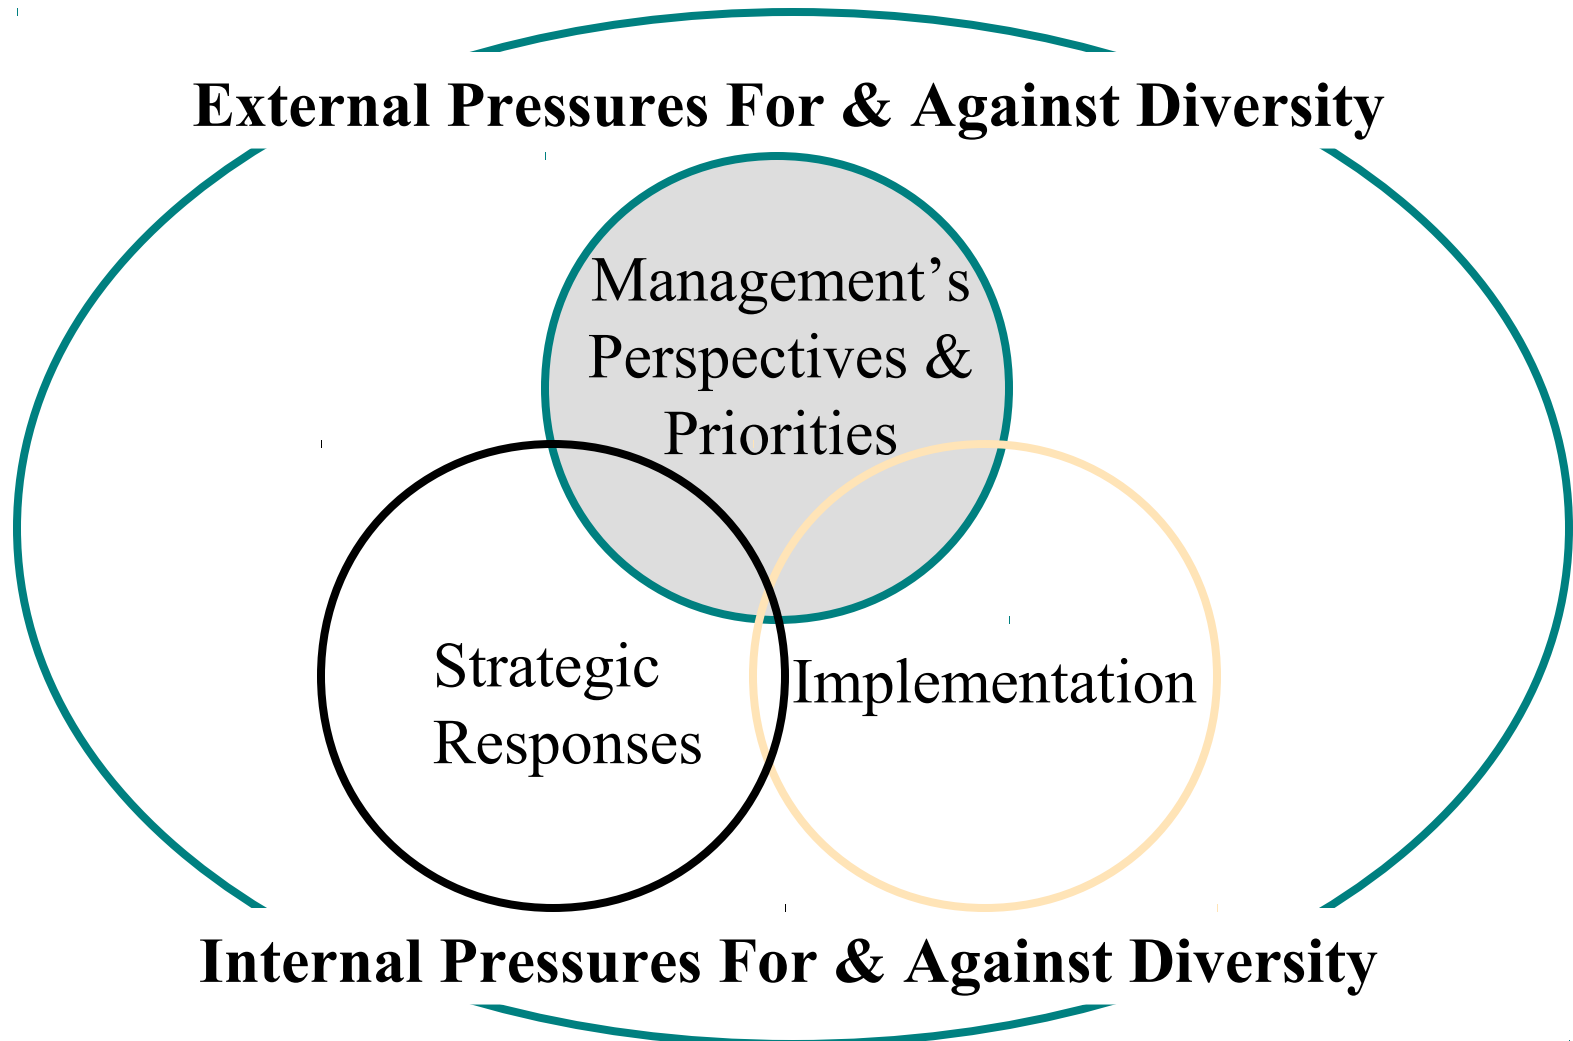 External Pressures For & Against Diversity
Management’s
Perspectives &
Priorities
Strategic
Responses
Implementation
Internal Pressures For & Against Diversity